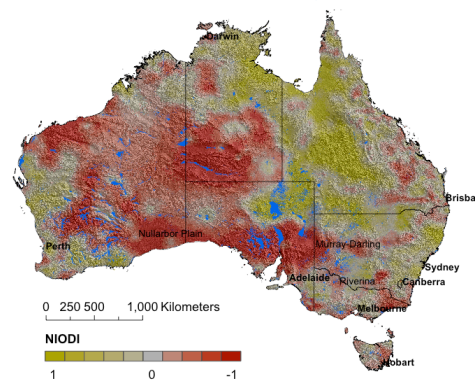 Darwin
Brisba
Nullarbor Plain
Perth
Murray-Darling
Sydney
Adelaide
Riverina
Canberra
Melbourne
0 250 500 1,000 Kilometers
NIODI
Hobart
1 0 -1